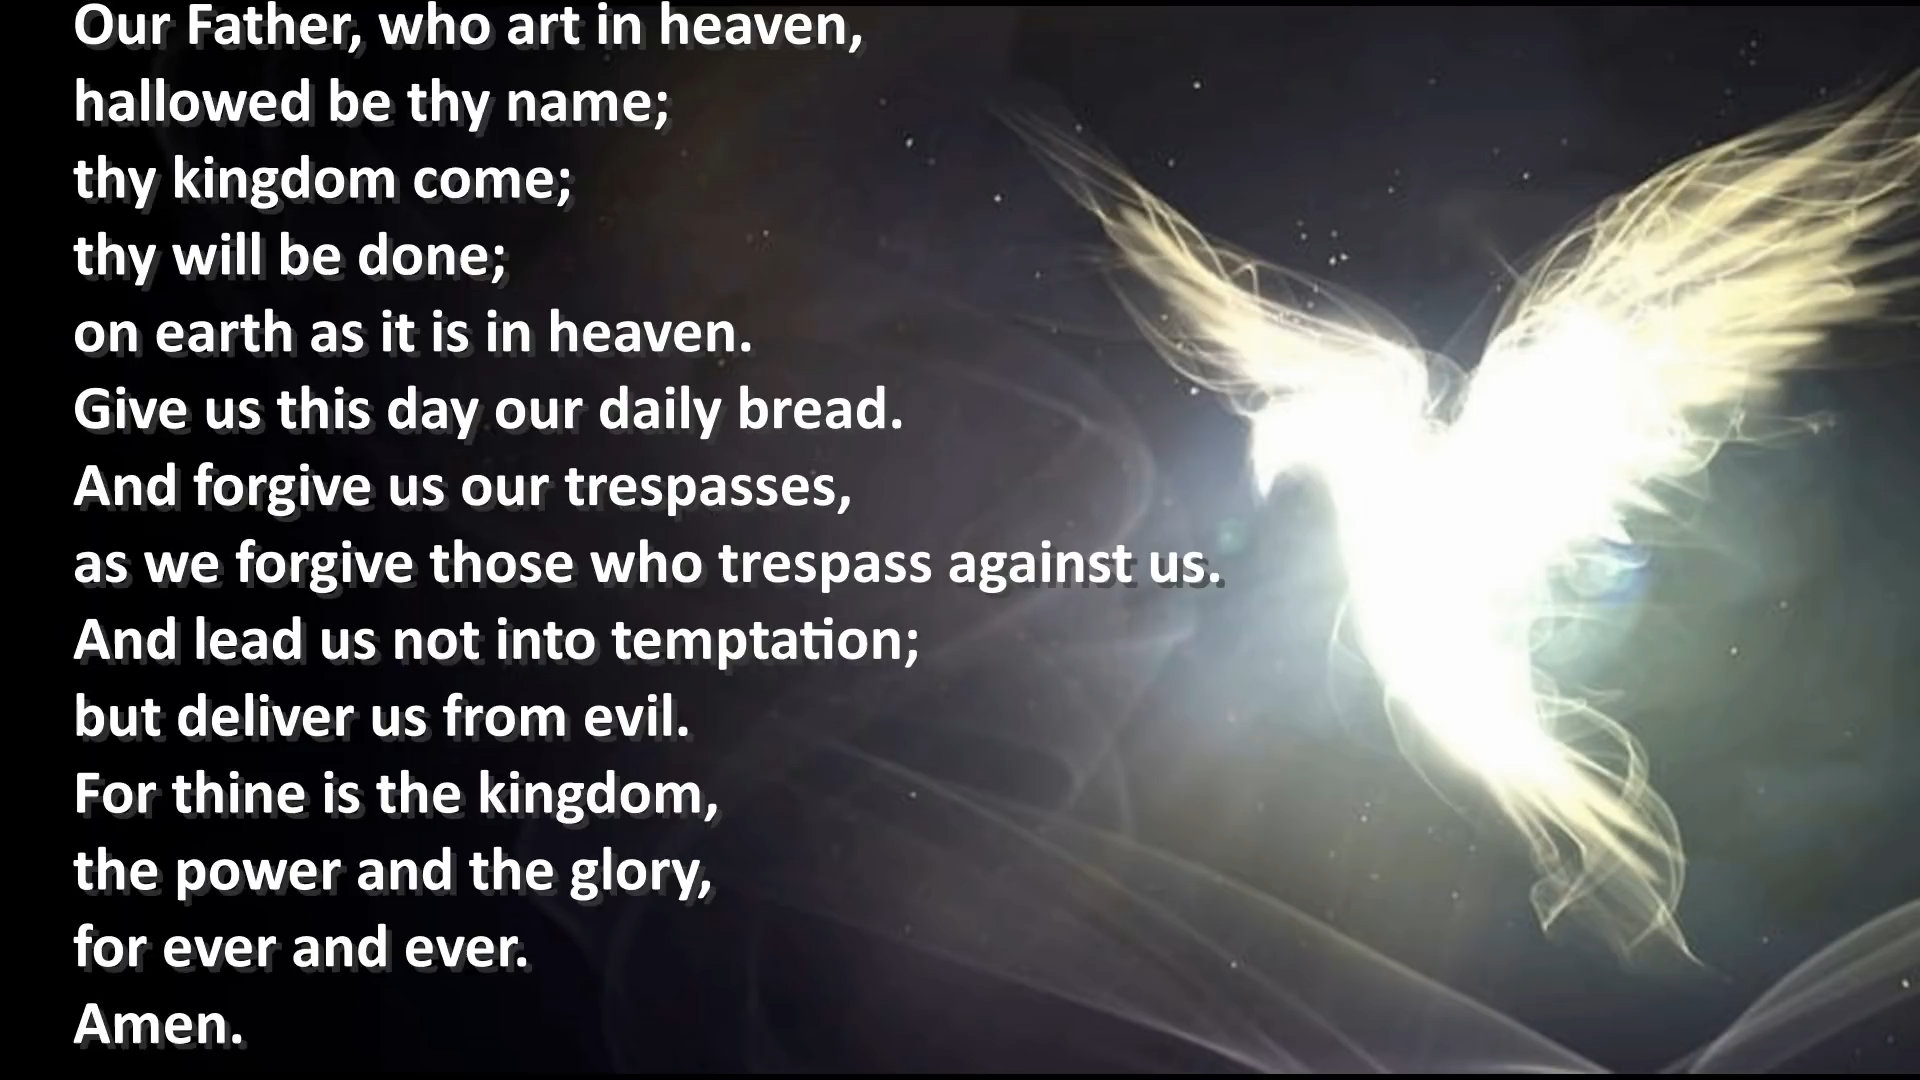 Our Father, who art in heaven,
hallowed be thy name;
thy kingdom come;
thy will be done;
on earth as it is in heaven.
Give us this day our daily bread.
And forgive us our trespasses,
as we forgive those who trespass against us.
And lead us not into temptation;
but deliver us from evil.
For thine is the kingdom,
the power and the glory,
for ever and ever.
Amen.